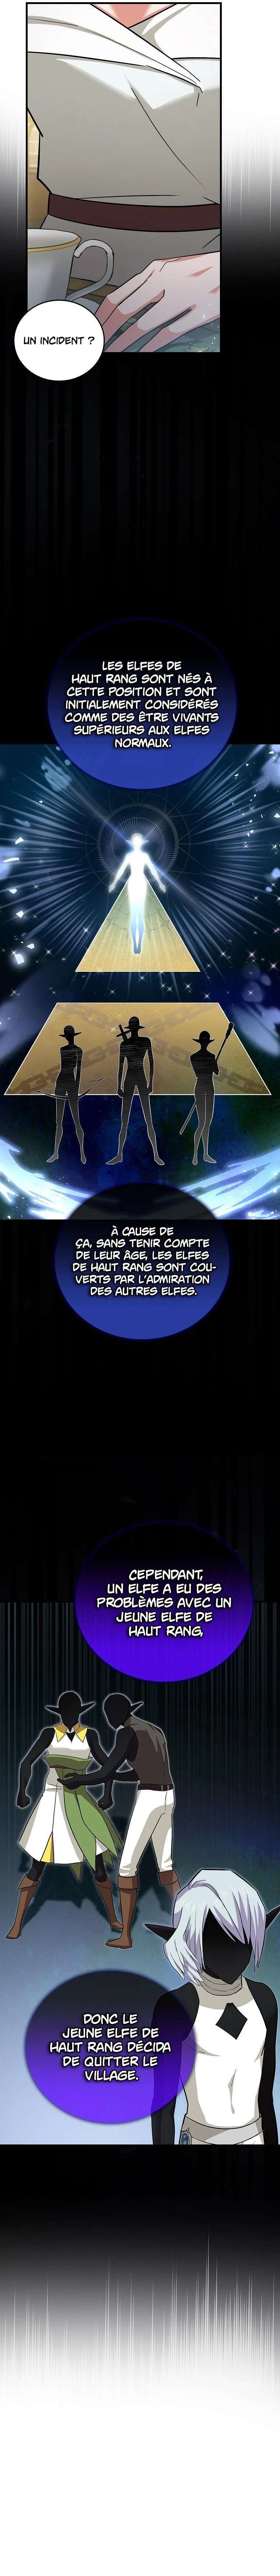 UN INCIDENT ?
LES ELFES DE
HAUT RANG SONT NÉS À
CETTE POSITION ET SONT
INITIALEMENT CONSIDÉRÉS
COMME DES ÊTRE VIVANTS
SUPÉRIEURS AUX ELFES
NORMAUX.
À CAUSE DE
ÇA, SANS TENIR COMPTE
DE LEUR ÂGE, LES ELFES
DE HAUT RANG SONT COU-
VERTS PAR L'ADMIRATION
DES AUTRES ELFES.
CEPENDANT,
UN ELFE A EU DES
PROBLÈMES AVEC UN
JEUNE ELFE DE
HAUT RANG,
DONC LE
JEUNE ELFE DE
HAUT RANG DÉCIDA
DE QUITTER LE
VILLAGE.